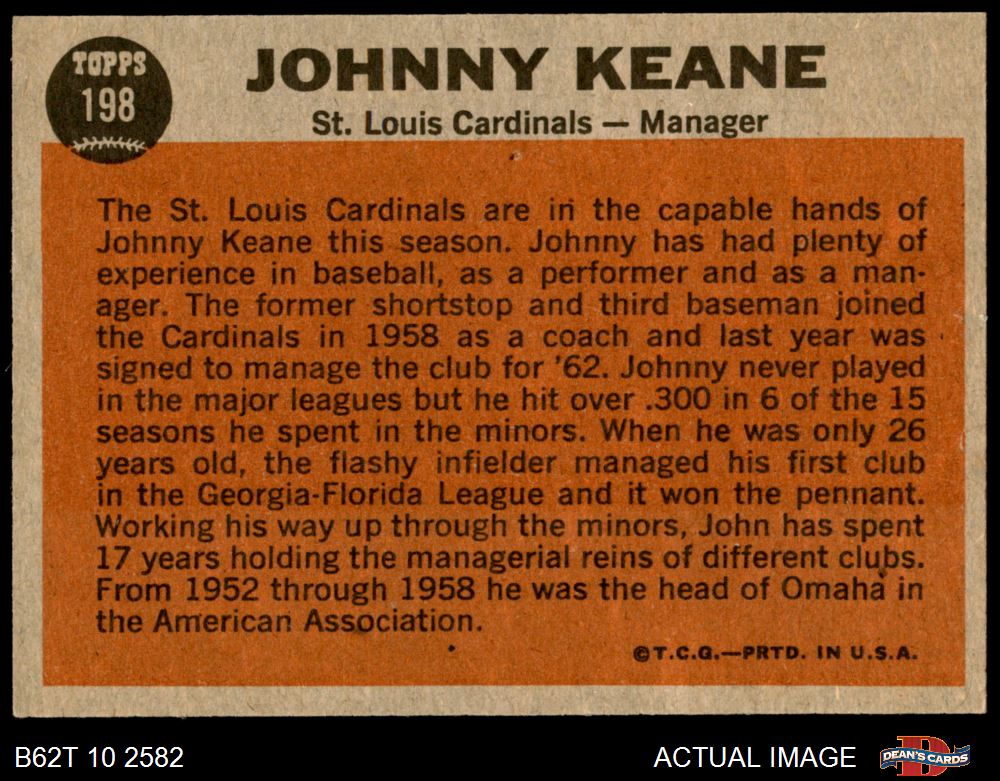 TOPPS
198
JOHNNY KEANE
St. Louis Cardinals — Manager
The St. Louis Cardinals are in the capable hands of
Johnny Keane this season. Johnny has had plenty of
experience in baseball, as a performer and as a man-
ager. The former shortstop and third baseman joined
the Cardinals in 1958 as a coach and last year was
signed to manage the club for '62. Johnny never played
in the major leagues but he hit over .300 in 6 of the 15
seasons he spent in the minors. When he was only 26
years old, the flashy infielder managed his first club
in the Georgia-Florida League and it won the pennant.
Working his way up through the minors, John has spent
17 years holding the managerial reins of different clubs.
From 1952 through 1958 he was the head of Omaha in
the American Association.
©T.C.G.—PRTD. IN U.S.A.
B62T 10 2582
ACTUAL IMAGE
D
DEAN'S CARDS